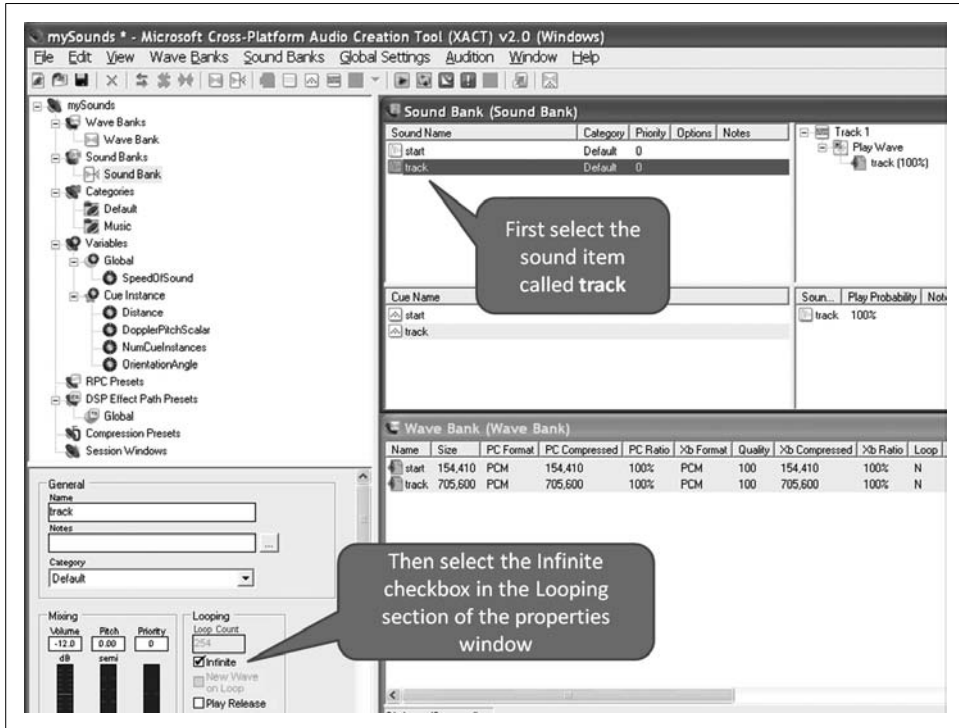 mySounds * - Microsoft Cross-Platform Audio Creation Tool (XACT) v2.0 (Windows)
File Edit View Wave Banks Sound Banks Global Settings Audition Window Help
mySounds
Wave Banks
Wave Bank
Sound Banks
Sound Bank
Categories
Default
Music
Variables
Global
SpeedOfSound
Cue Instance
Distance
DopplerPitchScalar
NumCueInstances
OrientationAngle
RPC Presets
DSP Effect Path Presets
Global
Compression Presets
Session Windows
Sound Bank (Sound Bank)
Sound Name Category Priority Options Notes
start Default 0
track Default 0
Track 1
Play Wave
track (100%)
First select the
sound item
called track
Cue Name
start
track
Soun... Play Probability
track 100%
Wave Bank (Wave Bank)
Name Size PC Format PC Compressed PC Ratio Xb Format Quality Xb Compressed Xb Ratio Loop
start 154,410 PCM 154,410 100% PCM 100 154,410 100% N
track 705,600 PCM 705,600 100% PCM 100 705,600 100% N
General
Name
track
Notes
...
Category
Default
Then select the Infinite
checkbox in the Looping
section of the properties
window
Mixing
Volume Pitch Priority
-12.0 0.00 0
dB semi
Looping
Loop Count
254
Infinite
New Wave
on Loop
Play Release